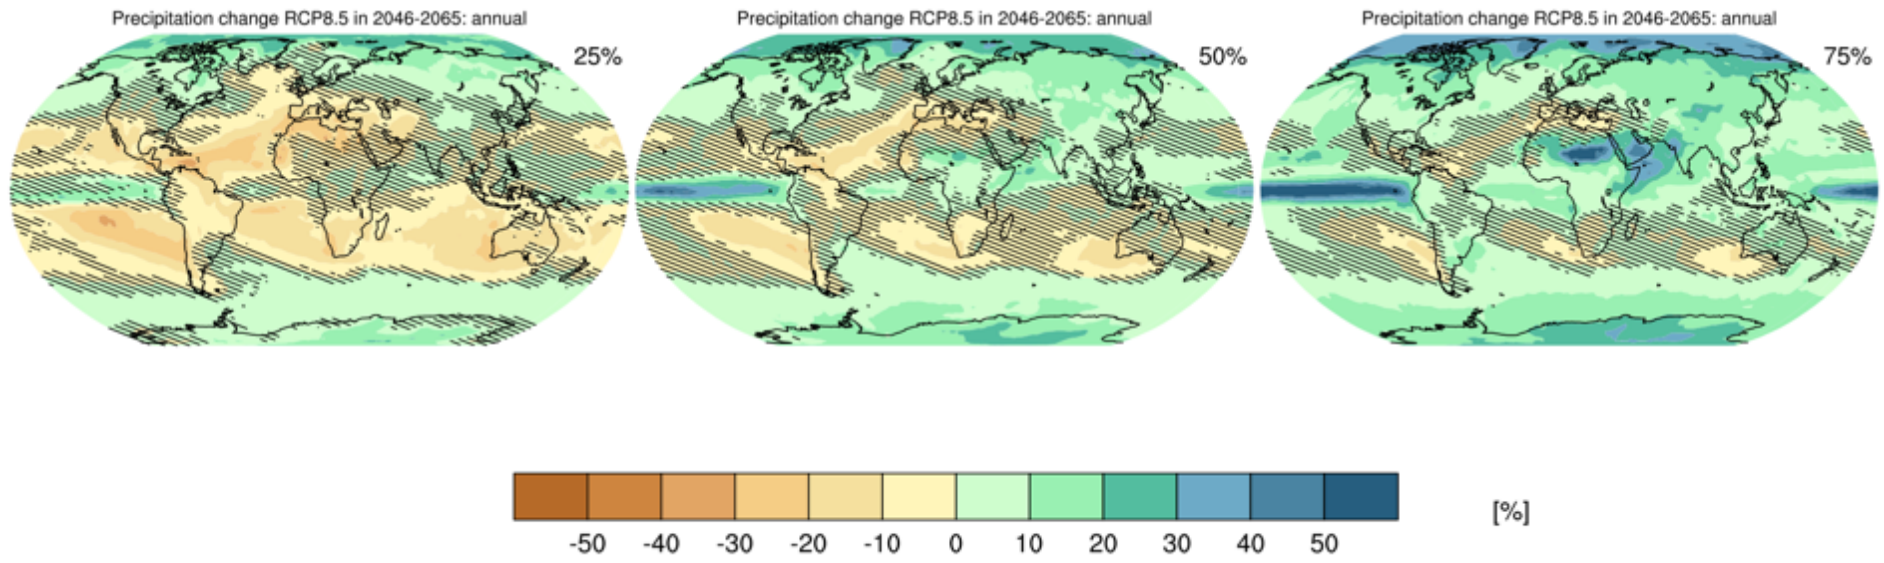 Precipitation change RCP8.5 in 2046-2065: annual
25%
Precipitation change RCP8.5 in 2046-2065: annual
50%
Precipitation change RCP8.5 in 2046-2065: annual
75%
-50 -40 -30 -20 -10 0 10 20 30 40 50
[%]